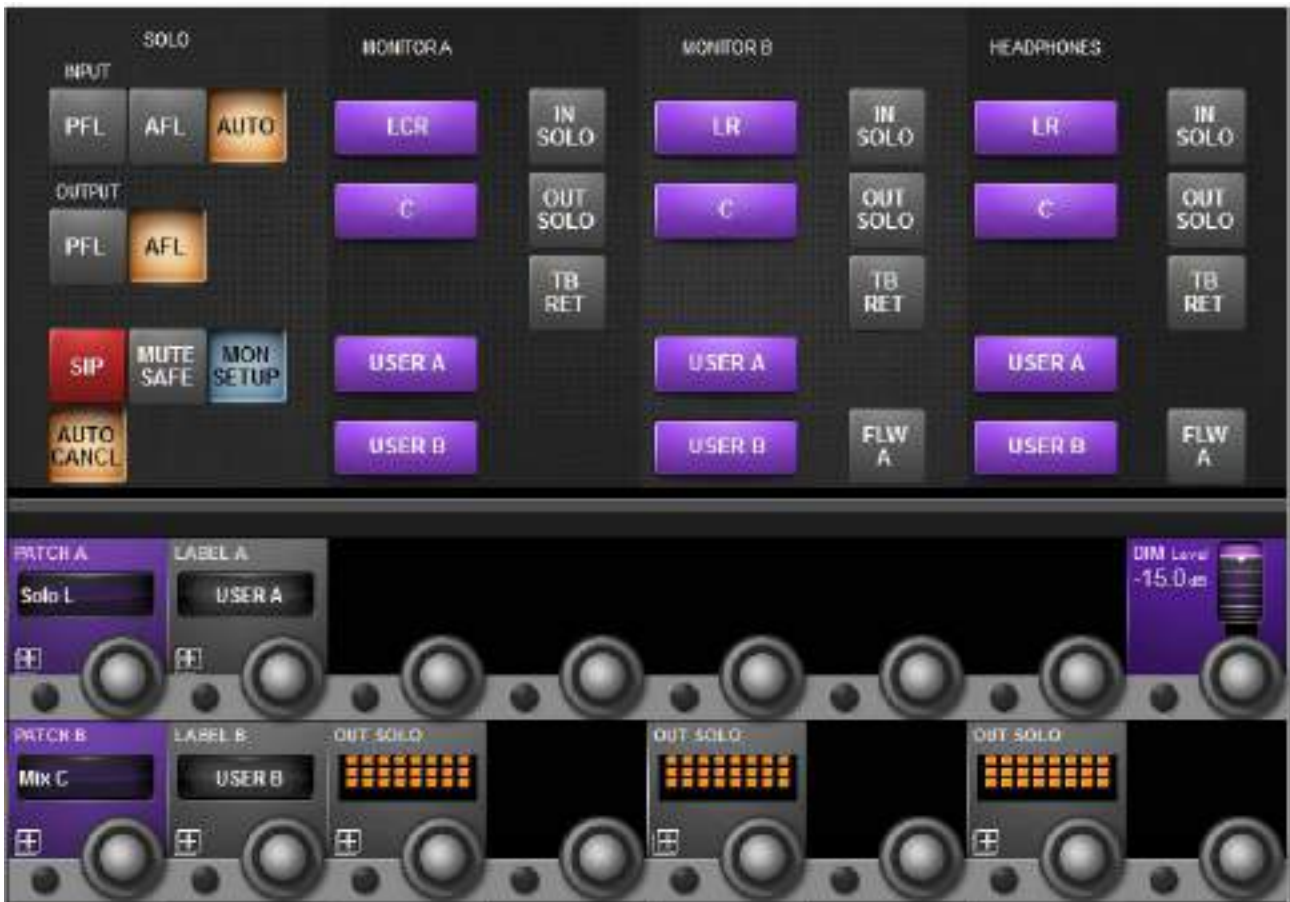 SOLO
MONITOR A
MONITOR B
HEADPHONES
INPUT
PFL
AFL
AUTO
LCR
IN
SOLO
LR
IN
SOLO
LR
IN
SOLO
OUTPUT
PFL
AFL
C
OUT
SOLO
C
OUT
SOLO
C
OUT
SOLO
TB
RET
TB
RET
TB
RET
SIP
MUTE
SAFE
MON
SETUP
USER A
USER A
USER A
AUTO
CANCL
USER B
USER B
FLW
A
USER B
FLW
A
PATCH A
Solo L
LABEL A
USER A
DIM Level
-15.0 dB
PATCH B
Mix C
LABEL B
USER B
OUT SOLO
OUT SOLO
OUT SOLO